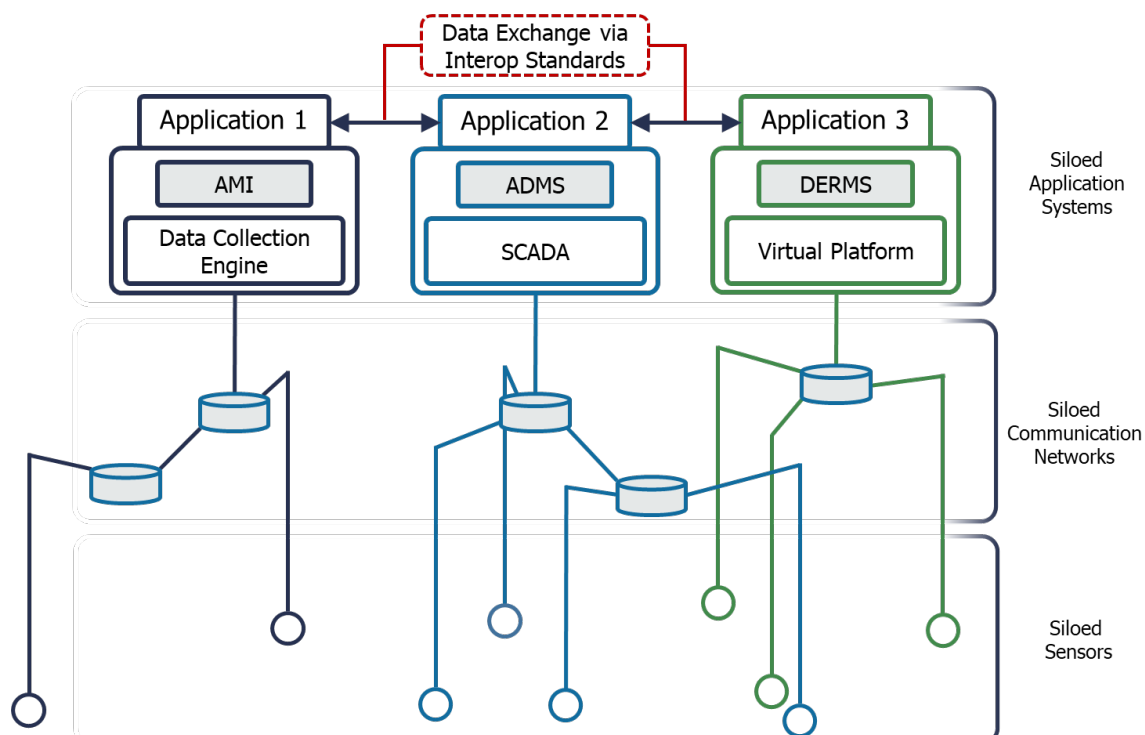 Data Exchange via
Interop Standards
Application 1
Application 2
Application 3
AMI
ADMS
DERMS
Data Collection
Engine
SCADA
Virtual Platform
Siloed
Application
Systems
Siloed
Communication
Networks
Siloed
Sensors